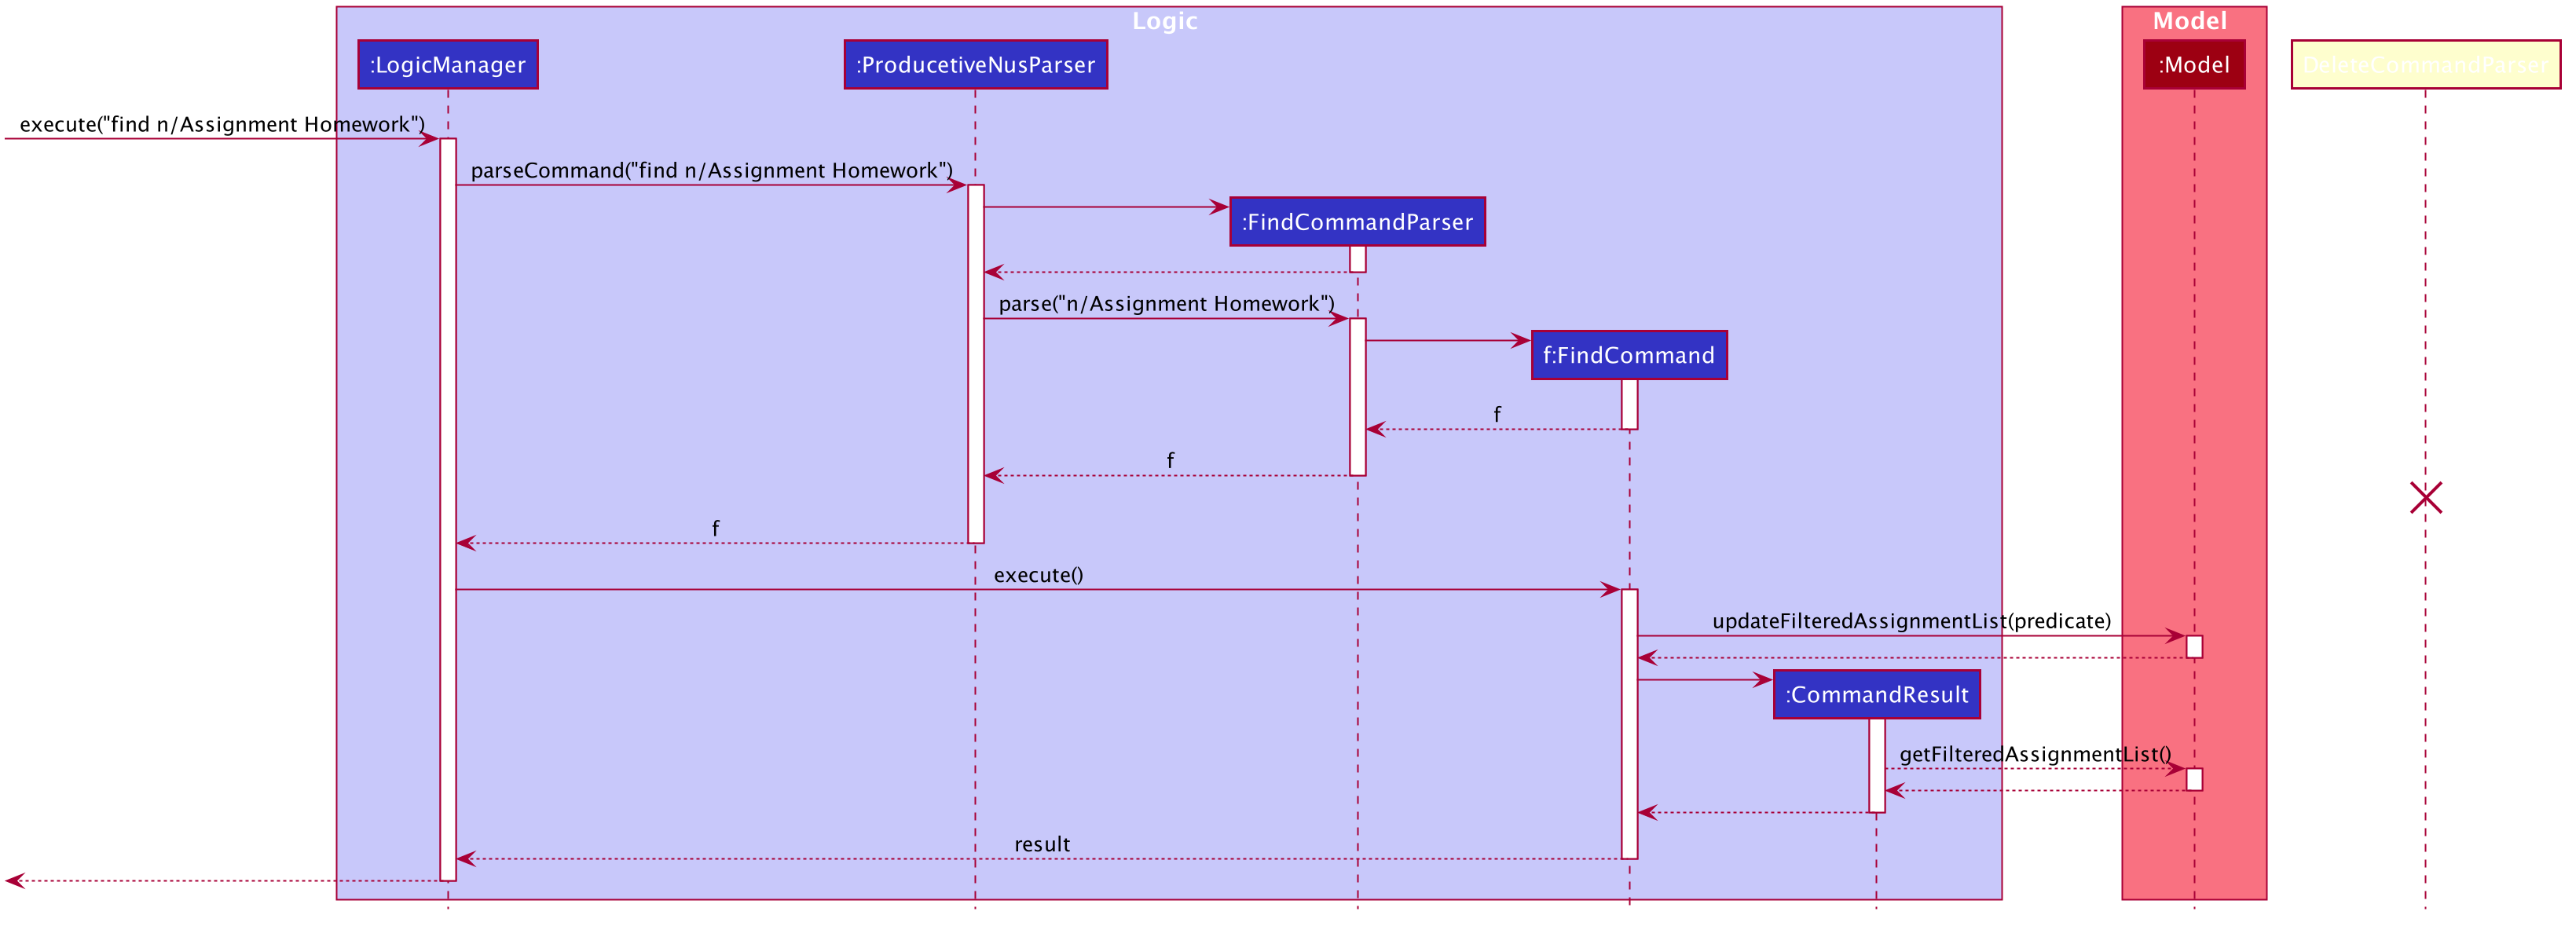 Logic
Model
:LogicManager
:ProducetiveNusParser
:Model
DeleteCommandParser
execute("find n/Assignment Homework")
parseCommand("find n/Assignment Homework")
:FindCommandParser
parse("n/Assignment Homework")
f:FindCommand
f
f
f
execute()
updateFilteredAssignmentList(predicate)
:CommandResult
getFilteredAssignmentList()
result